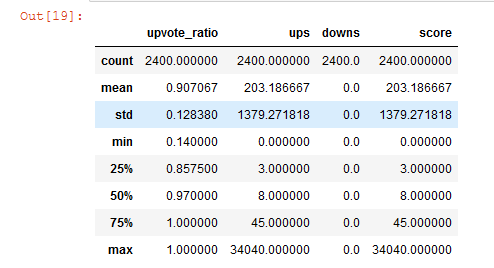 Out[19]:
upvote_ratio ups downs score
count 2400.000000 2400.000000 2400.0 2400.000000
mean 0.907067 203.186667 0.0 203.186667
std 0.128380 1379.271818 0.0 1379.271818
min 0.140000 0.000000 0.0 0.000000
25% 0.857500 3.000000 0.0 3.000000
50% 0.970000 8.000000 0.0 8.000000
75% 1.000000 45.000000 0.0 45.000000
max 1.000000 34040.000000 0.0 34040.000000